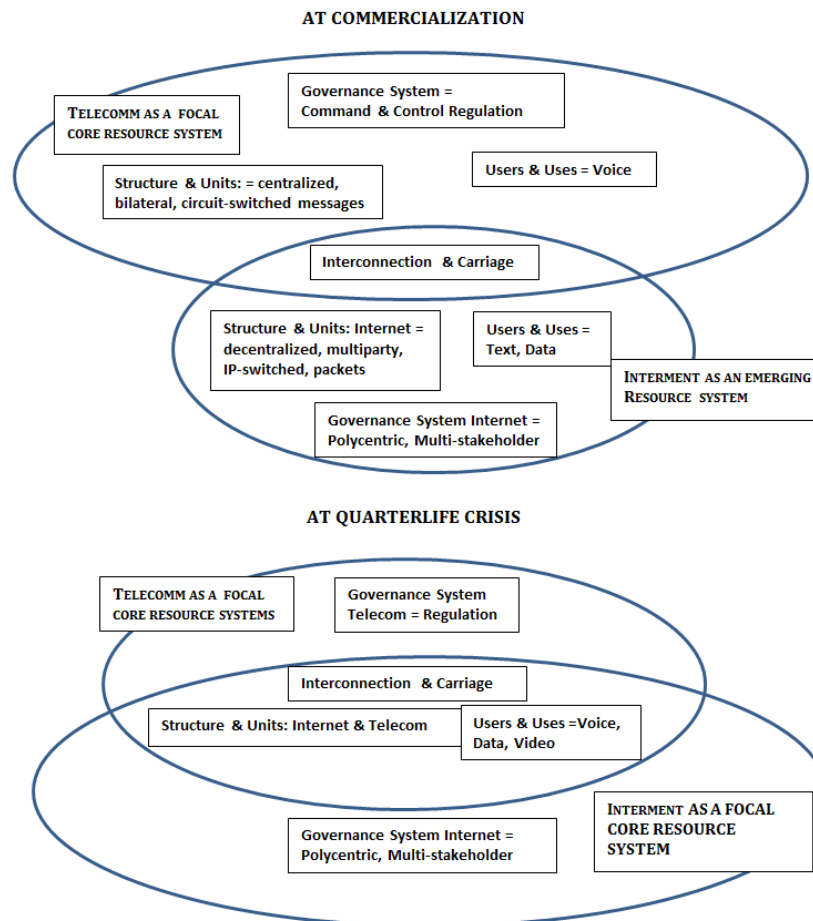 AT COMMERCIALIZATION
Governance System =
Command & Control Regulation
TELECOMM AS A FOCAL
CORE RESOURCE SYSTEM
Users & Uses = Voice
Structure & Units: = centralized,
bilateral, circuit-switched messages
Interconnection & Carriage
Structure & Units: Internet =
decentralized, multiparty,
IP-switched, packets
Users & Uses =
Text, Data
INTERMENT AS AN EMERGING
RESOURCE SYSTEM
Governance System Internet =
Polycentric, Multi-stakeholder
AT QUARTERLIFE CRISIS
TELECOMM AS A FOCAL
CORE RESOURCE SYSTEMS
Governance System
Telecom = Regulation
Interconnection & Carriage
Structure & Units: Internet & Telecom
Users & Uses =Voice,
Data, Video
INTERMENT AS A FOCAL
CORE RESOURCE
SYSTEM
Governance System Internet =
Polycentric, Multi-stakeholder